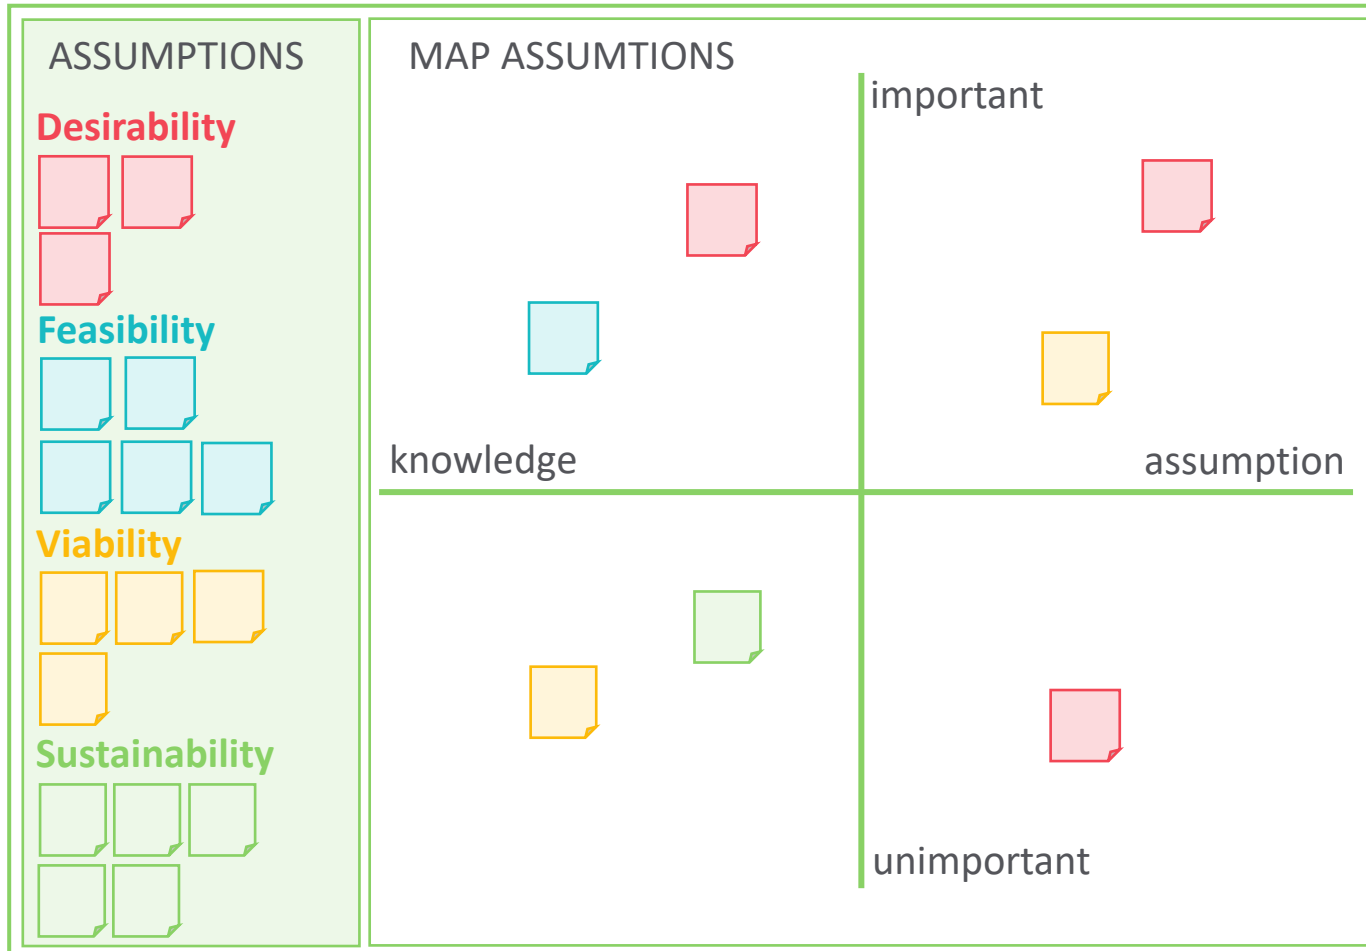 ASSUMPTIONS
Desirability
Feasibility
Viability
Sustainability
MAP ASSUMTIONS
important
knowledge
assumption
unimportant